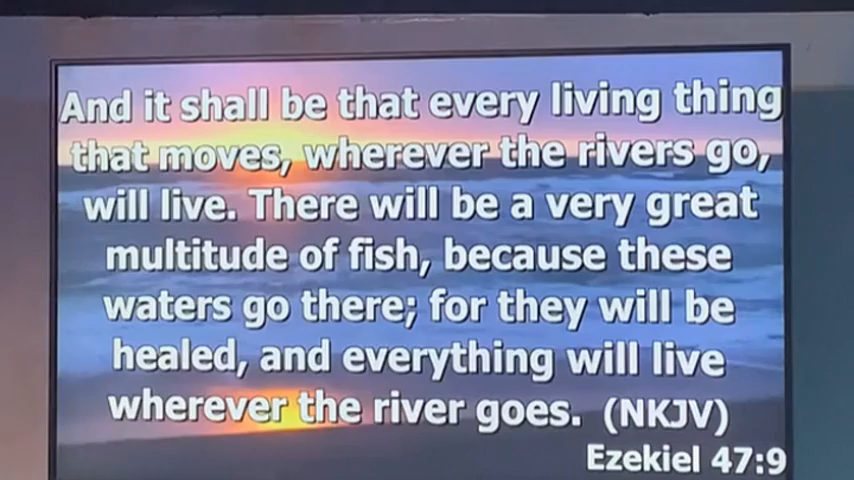 And it shall be that every living thing
that moves, wherever the rivers go,
will live. There will be a very great
multitude of fish, because these
waters go there; for they will be
healed, and everything will live
wherever the river goes. (NKJV)
Ezekiel 47:9